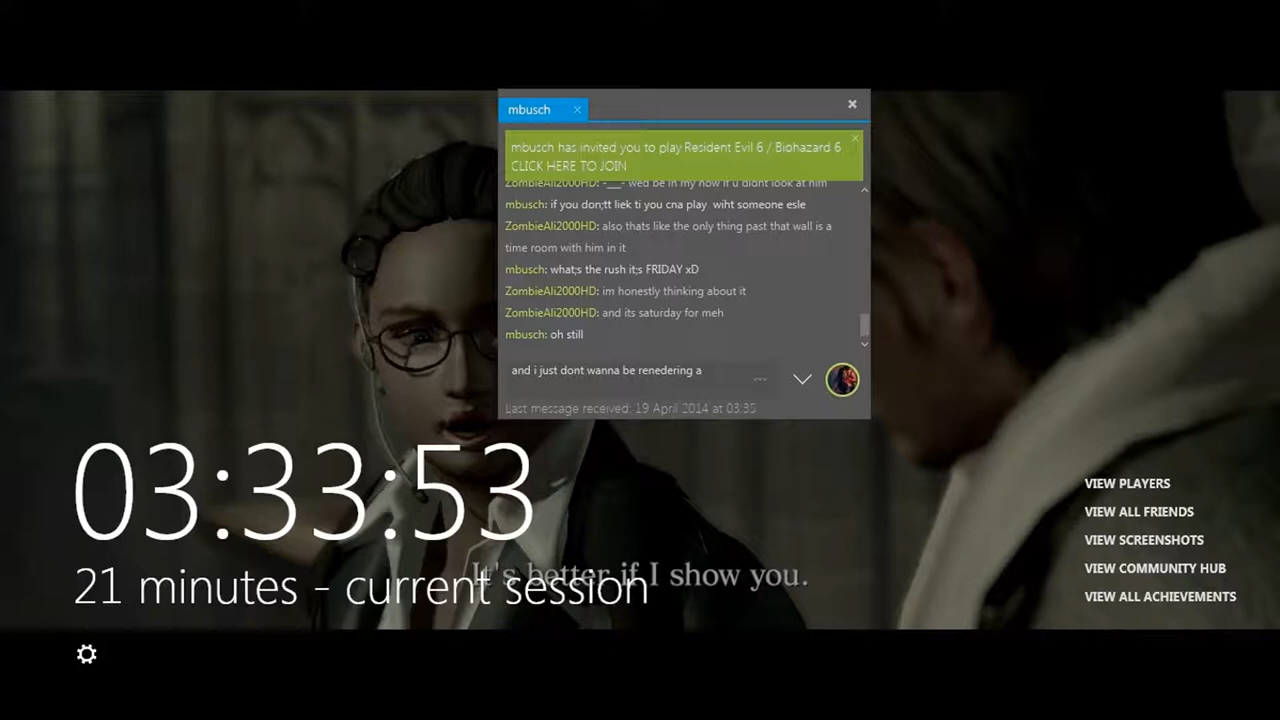 mbusch
mbusch has invited you to play Resident Evil 6 / Biohazard 6
CLICK HERE TO JOIN
ZombieAli2000HD: -___- wed be in my now if u didnt look at him
mbusch: if you don;tt liek ti you cna play wiht someone esle
ZombieAli2000HD: also thats like the only thing past that wall is a
time room with him in it
mbusch: what;s the rush it;s FRIDAY xD
ZombieAli2000HD: im honestly thinking about it
ZombieAli2000HD: and its saturday for meh
mbusch: oh still
and i just dont wanna be renedering a
Last message received: 19 April 2014 at 03:35
03:33:53
21 minutes - current session
It's better if I show you.
VIEW PLAYERS
VIEW ALL FRIENDS
VIEW SCREENSHOTS
VIEW COMMUNITY HUB
VIEW ALL ACHIEVEMENTS